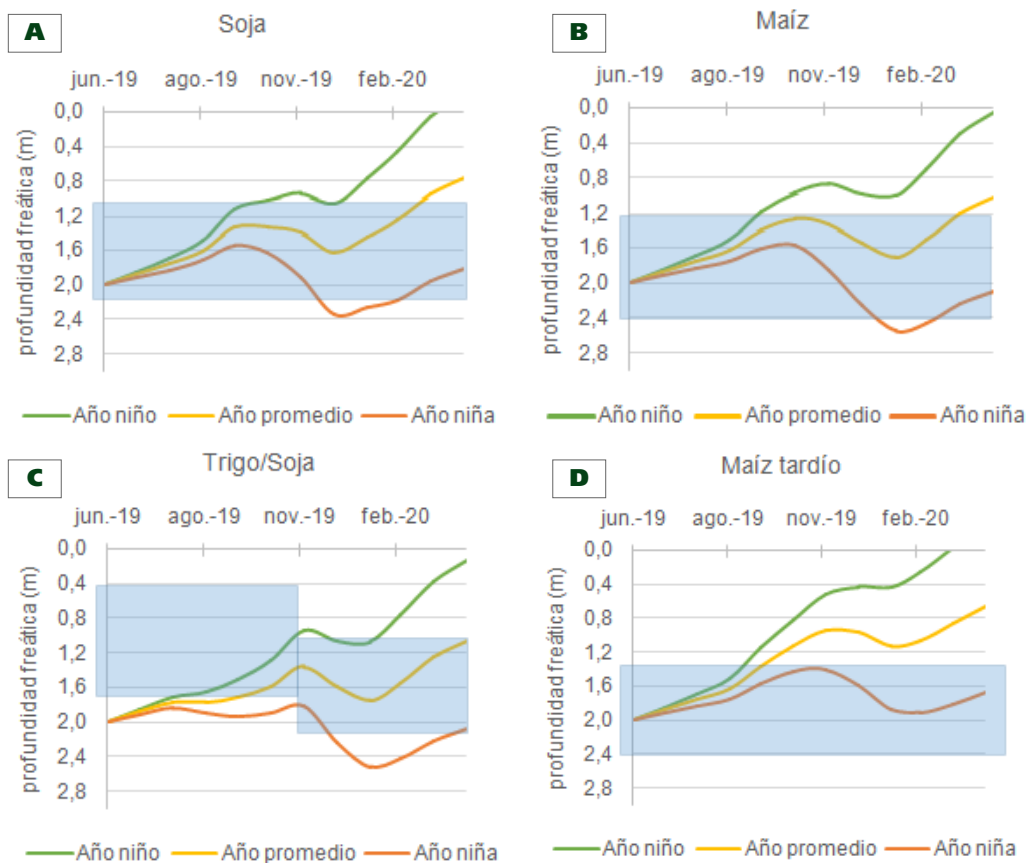 A
Soja
jun.-19 ago.-19 nov.-19 feb.-20
0,0
0,4
0,8
1,2
1,6
2,0
2,4
2,8
profundidad freática (m)
Año niño Año promedio Año niña
B
Maíz
jun.-19 ago.-19 nov.-19 feb.-20
0,0
0,4
0,8
1,2
1,6
2,0
2,4
2,8
profundidad freática (m)
Año niño Año promedio Año niña
C
Trigo/Soja
jun.-19 ago.-19 nov.-19 feb.-20
0,0
0,4
0,8
1,2
1,6
2,0
2,4
2,8
profundidad freática (m)
Año niño Año promedio Año niña
D
Maíz tardío
jun.-19 ago.-19 nov.-19 feb.-20
0,0
0,4
0,8
1,2
1,6
2,0
2,4
2,8
profundidad freática (m)
Año niño Año promedio Año niña